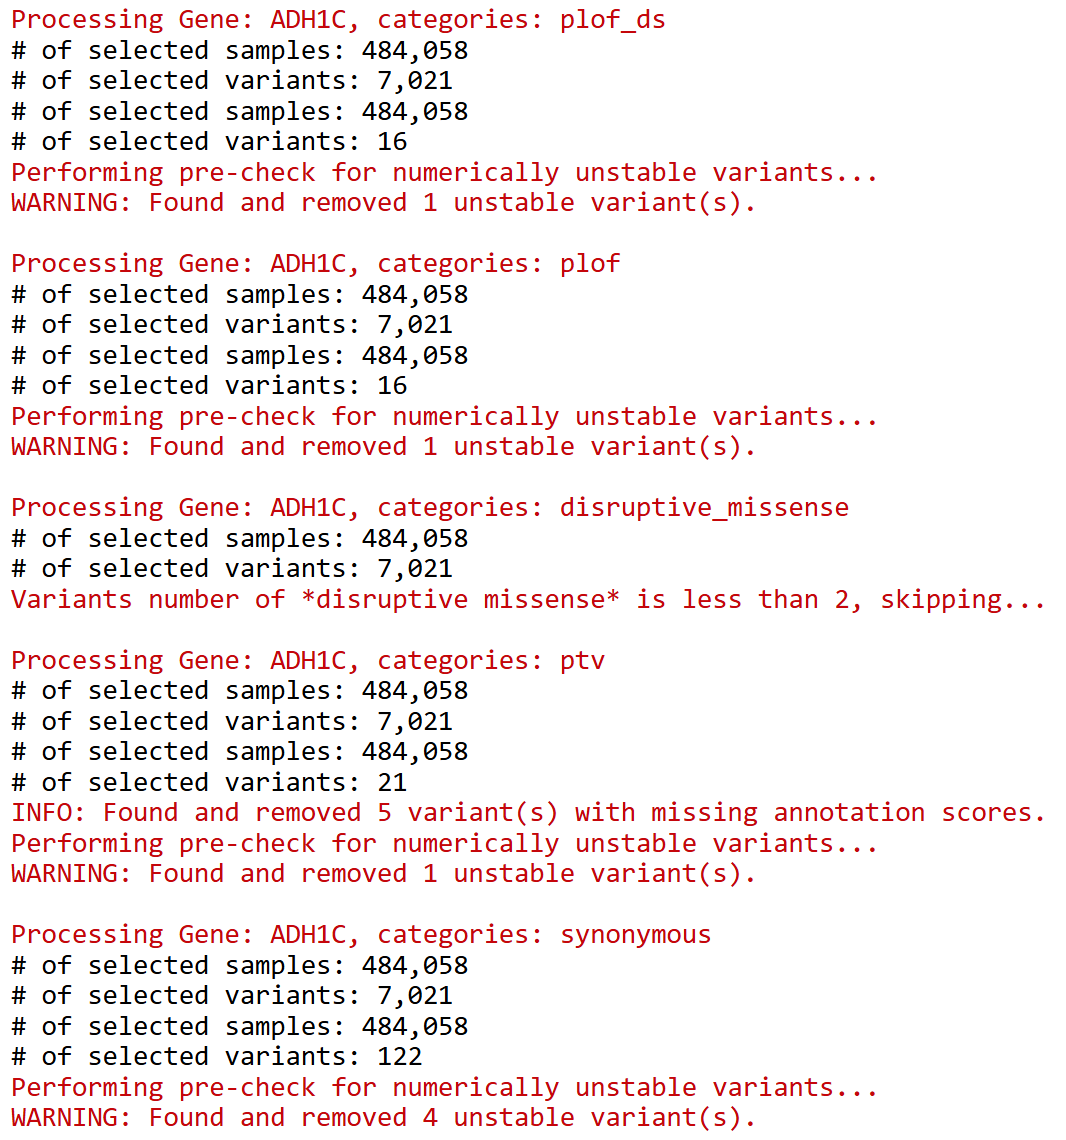 Processing Gene: ADH1C, categories: plof_ds
# of selected samples: 484,058
# of selected variants: 7,021
# of selected samples: 484,058
# of selected variants: 16
Performing pre-check for numerically unstable variants...
WARNING: Found and removed 1 unstable variant(s).

Processing Gene: ADH1C, categories: plof
# of selected samples: 484,058
# of selected variants: 7,021
# of selected samples: 484,058
# of selected variants: 16
Performing pre-check for numerically unstable variants...
WARNING: Found and removed 1 unstable variant(s).

Processing Gene: ADH1C, categories: disruptive_missense
# of selected samples: 484,058
# of selected variants: 7,021
Variants number of *disruptive missense* is less than 2, skipping...

Processing Gene: ADH1C, categories: ptv
# of selected samples: 484,058
# of selected variants: 7,021
# of selected samples: 484,058
# of selected variants: 21
INFO: Found and removed 5 variant(s) with missing annotation scores.
Performing pre-check for numerically unstable variants...
WARNING: Found and removed 1 unstable variant(s).

Processing Gene: ADH1C, categories: synonymous
# of selected samples: 484,058
# of selected variants: 7,021
# of selected samples: 484,058
# of selected variants: 122
Performing pre-check for numerically unstable variants...
WARNING: Found and removed 4 unstable variant(s).